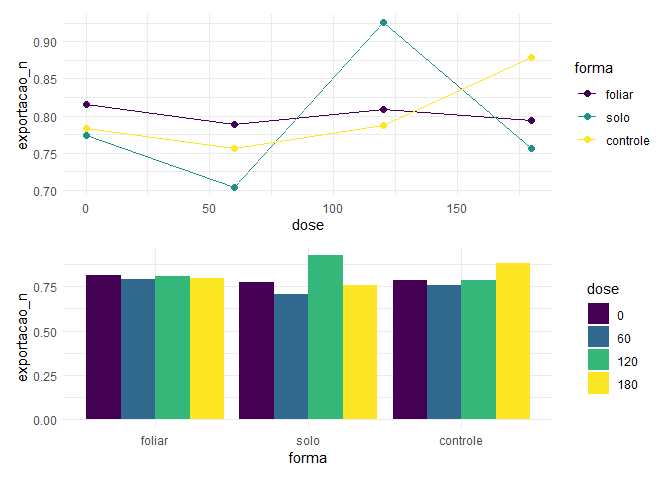 exportacao_n
0.90
0.85
0.80
0.75
0.70
0
50
100
150
dose
forma
foliar
solo
controle
exportacao_n
0.75
0.50
0.25
0.00
foliar
solo
controle
forma
dose
0
60
120
180